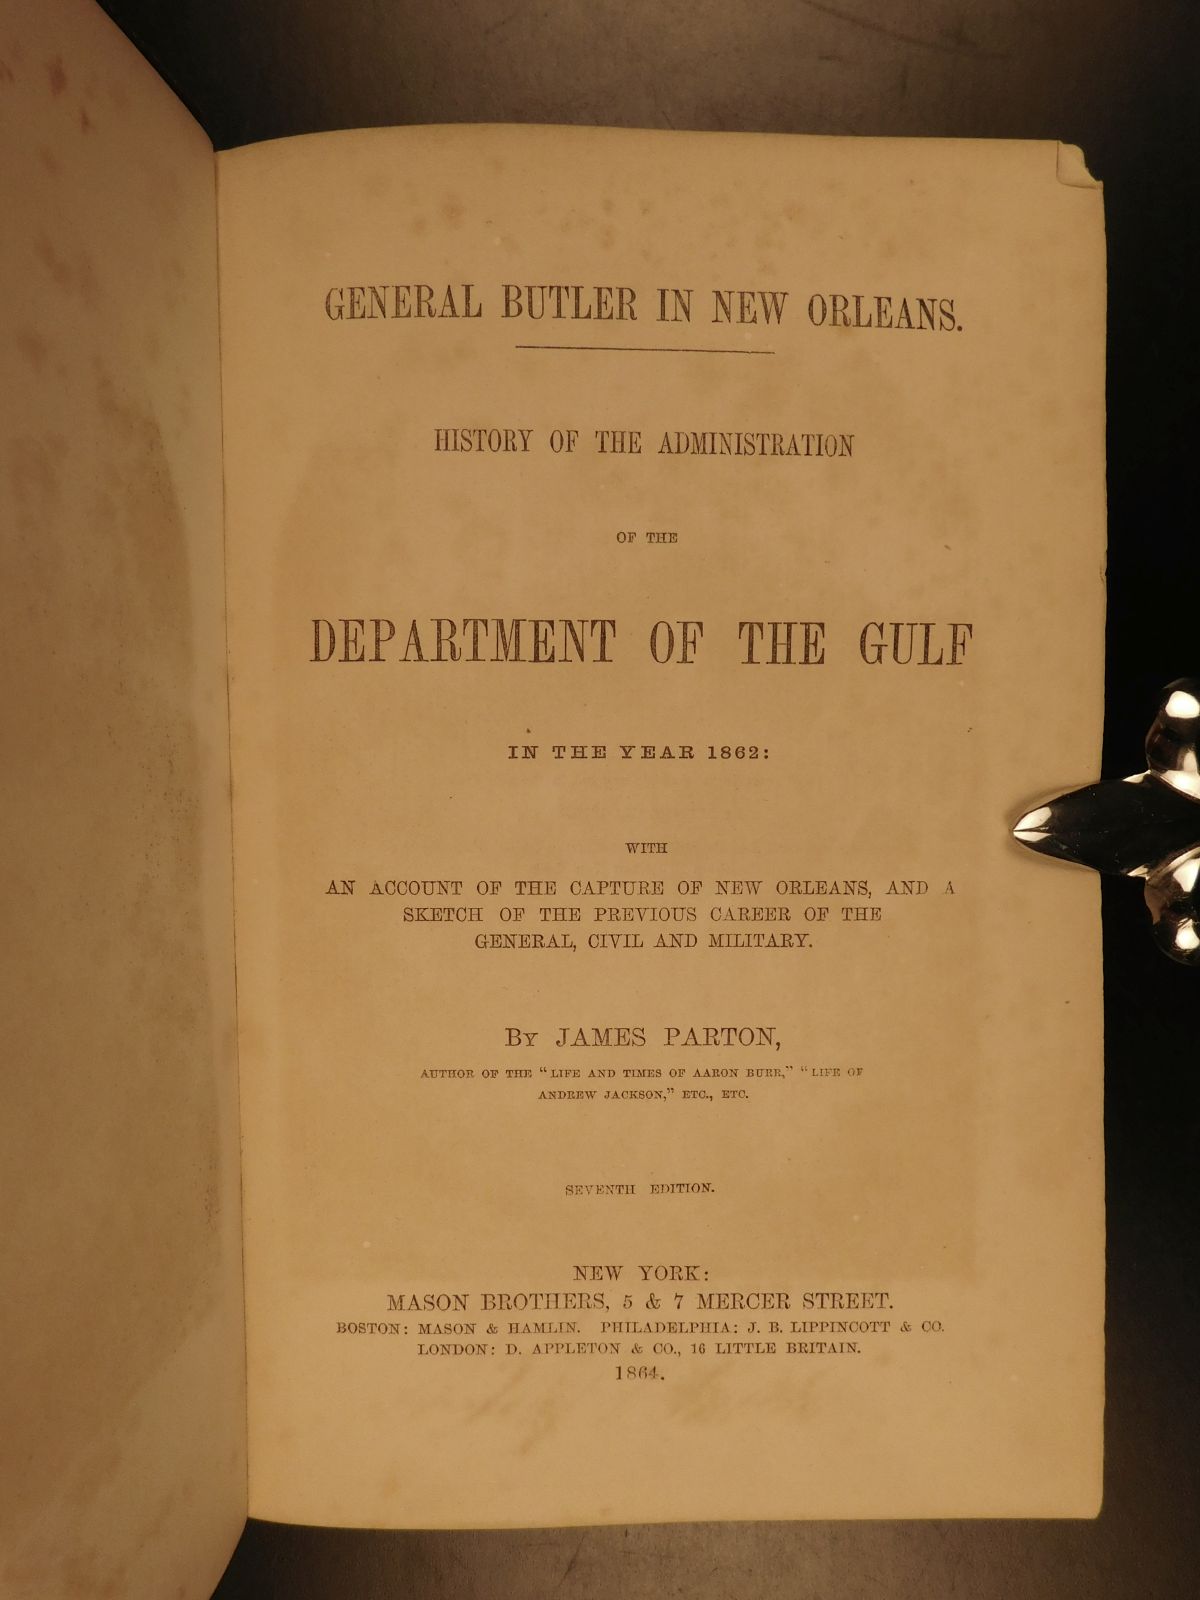 GENERAL BUTLER IN NEW ORLEANS.
HISTORY OF THE ADMINISTRATION
OF THE
DEPARTMENT OF THE GULF
IN THE YEAR 1862:
WITH
AN ACCOUNT OF THE CAPTURE OF NEW ORLEANS, AND A
SKETCH OF THE PREVIOUS CAREER OF THE
GENERAL, CIVIL AND MILITARY.
BY JAMES PARTON,
AUTHOR OF THE “LIFE AND TIMES OF AARON BURR,” “LIFE OF
ANDREW JACKSON,” ETC., ETC.
SEVENTH EDITION.
NEW YORK:
MASON BROTHERS, 5 & 7 MERCER STREET.
BOSTON: MASON & HAMLIN. PHILADELPHIA: J. B. LIPPINCOTT & CO.
LONDON: D. APPLETON & CO., 16 LITTLE BRITAIN.
1864.